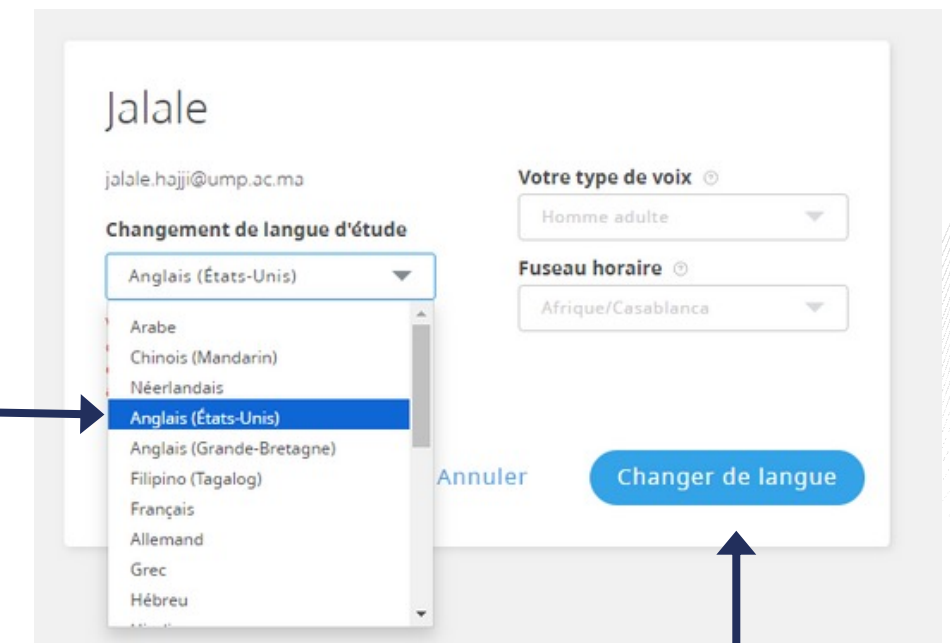 Jalale
jalale.hajji@ump.ac.ma
Changement de langue d'étude
Anglais (États-Unis)
Arabe
Chinois (Mandarin)
Néerlandais
Anglais (États-Unis)
Anglais (Grande-Bretagne)
Filipino (Tagalog)
Français
Allemand
Grec
Hébreu
Votre type de voix
Homme adulte
Fuseau horaire
Afrique/Casablanca
Annuler
Changer de langue